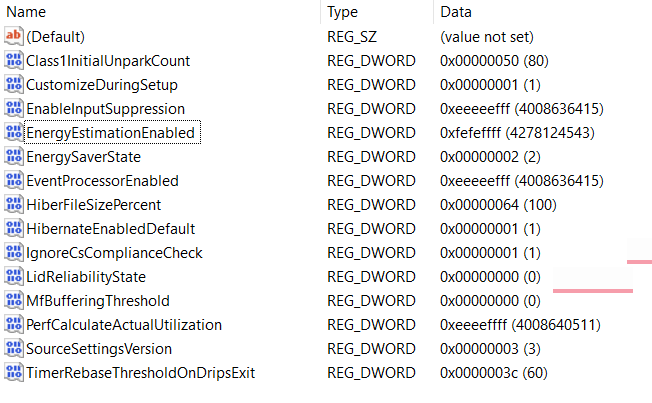 Name Type Data
(Default) REG_SZ (value not set)
Class1InitialUnparkCount REG_DWORD 0x00000050 (80)
CustomizeDuringSetup REG_DWORD 0x00000001 (1)
EnableInputSuppression REG_DWORD 0xeeeeefff (4008636415)
EnergyEstimationEnabled REG_DWORD 0xfefeffff (4278124543)
EnergySaverState REG_DWORD 0x00000002 (2)
EventProcessorEnabled REG_DWORD 0xeeeeefff (4008636415)
HiberFileSizePercent REG_DWORD 0x00000064 (100)
HibernateEnabledDefault REG_DWORD 0x00000001 (1)
IgnoreCsComplianceCheck REG_DWORD 0x00000001 (1)
LidReliabilityState REG_DWORD 0x00000000 (0)
MfBufferingThreshold REG_DWORD 0x00000000 (0)
PerfCalculateActualUtilization REG_DWORD 0xeeeeffff (4008640511)
SourceSettingsVersion REG_DWORD 0x00000003 (3)
TimerRebaseThresholdOnDripsExit REG_DWORD 0x0000003c (60)